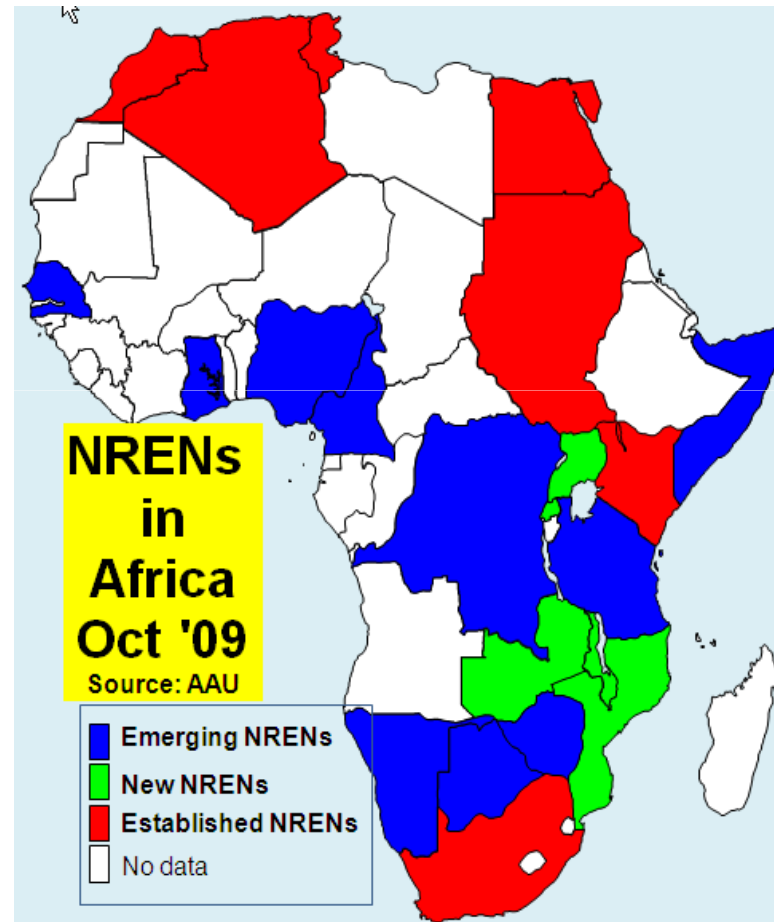 NRENs
in
Africa
Oct '09
Source: AAU
Emerging NRENs
New NRENs
Established NRENs
No data